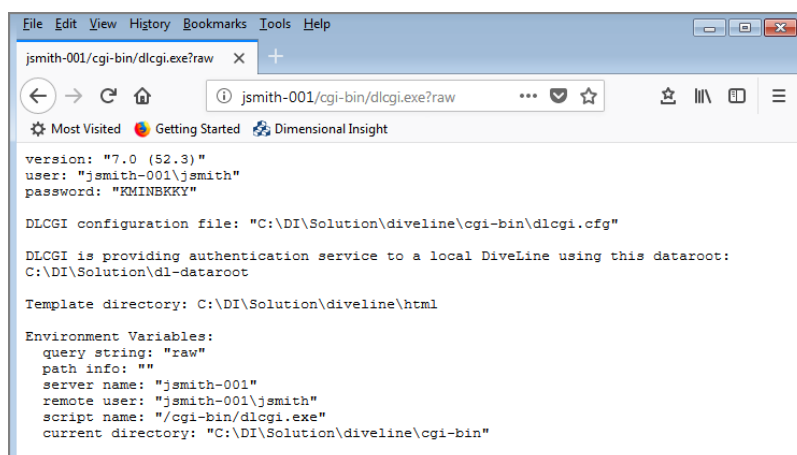 File Edit View History Bookmarks Tools Help
jsmith-001/cgi-bin/dlcgi.exe?raw
jsmith-001/cgi-bin/dlcgi.exe?raw
Most Visited Getting Started Dimensional Insight
version: "7.0 (52.3)"
user: "jsmith-001\jsmith"
password: "KMINBKKY"
DLCGI configuration file: "C:\DI\Solution\diveline\cgi-bin\dlcgi.cfg"
DLCGI is providing authentication service to a local DiveLine using this dataroot:
C:\DI\Solution\dl-dataroot
Template directory: C:\DI\Solution\diveline\html
Environment Variables:
query string: "raw"
path info: ""
server name: "jsmith-001"
remote user: "jsmith-001\jsmith"
script name: "/cgi-bin/dlcgi.exe"
current directory: "C:\DI\Solution\diveline\cgi-bin"